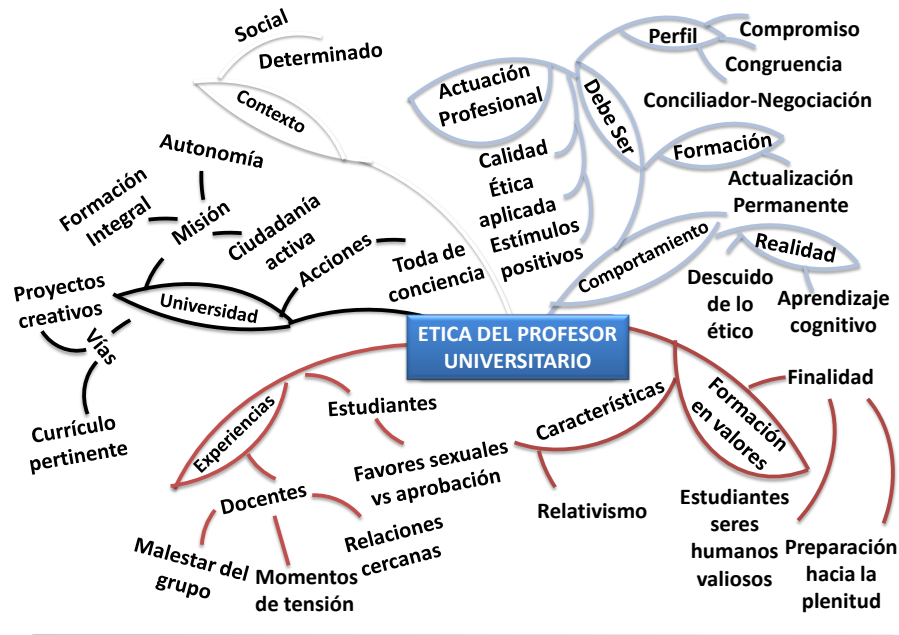 Social
Determinado
Contexto
Autonomía
Formación
Integral
Misión
Ciudadanía
activa
Acciones
Toda de
conciencia
Universidad
Proyectos
creativos
Vías
Currículo
pertinente
Perfil
Compromiso
Congruencia
Conciliador-Negociación
Actuación
Profesional
Debe Ser
Calidad
Ética
aplicada
Estímulos
positivos
Formación
Actualización
Permanente
Comportamiento
Realidad
Descuido
de lo
ético
Aprendizaje
cognitivo
ETICA DEL PROFESOR
UNIVERSITARIO
Experiencias
Estudiantes
Favores sexuales
vs aprobación
Docentes
Malestar del
grupo
Momentos
de tensión
Relaciones
cercanas
Características
Relativismo
Formación
en valores
Finalidad
Estudiantes
seres
humanos
valiosos
Preparación
hacia la
plenitud